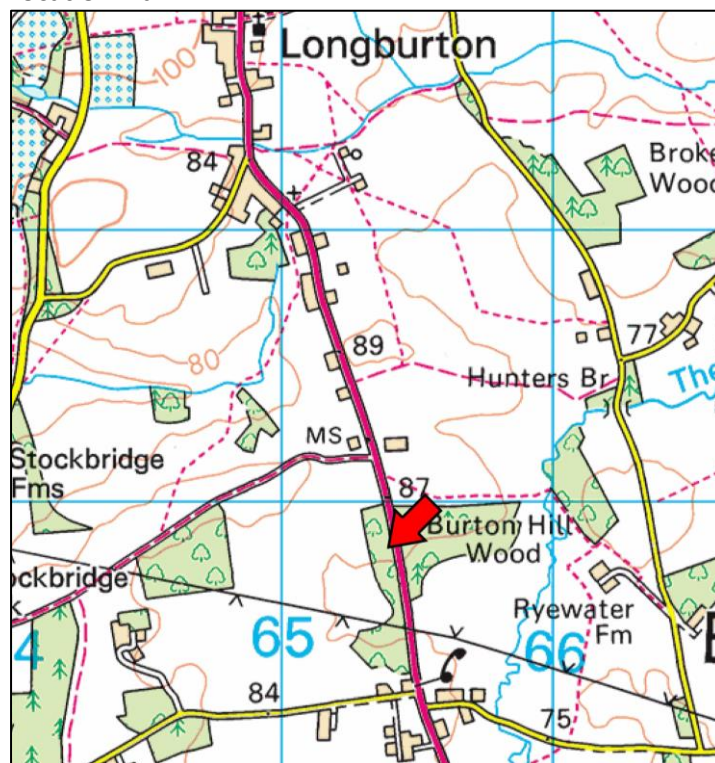 Longburton
100
84
Broke
Wood
89
80
77
Hunters Br
The
MS
Stockbridge
Fms
87
Burton Hill
Wood
ockbridge
k
Ryewater
Fm
4
65
66
84
75